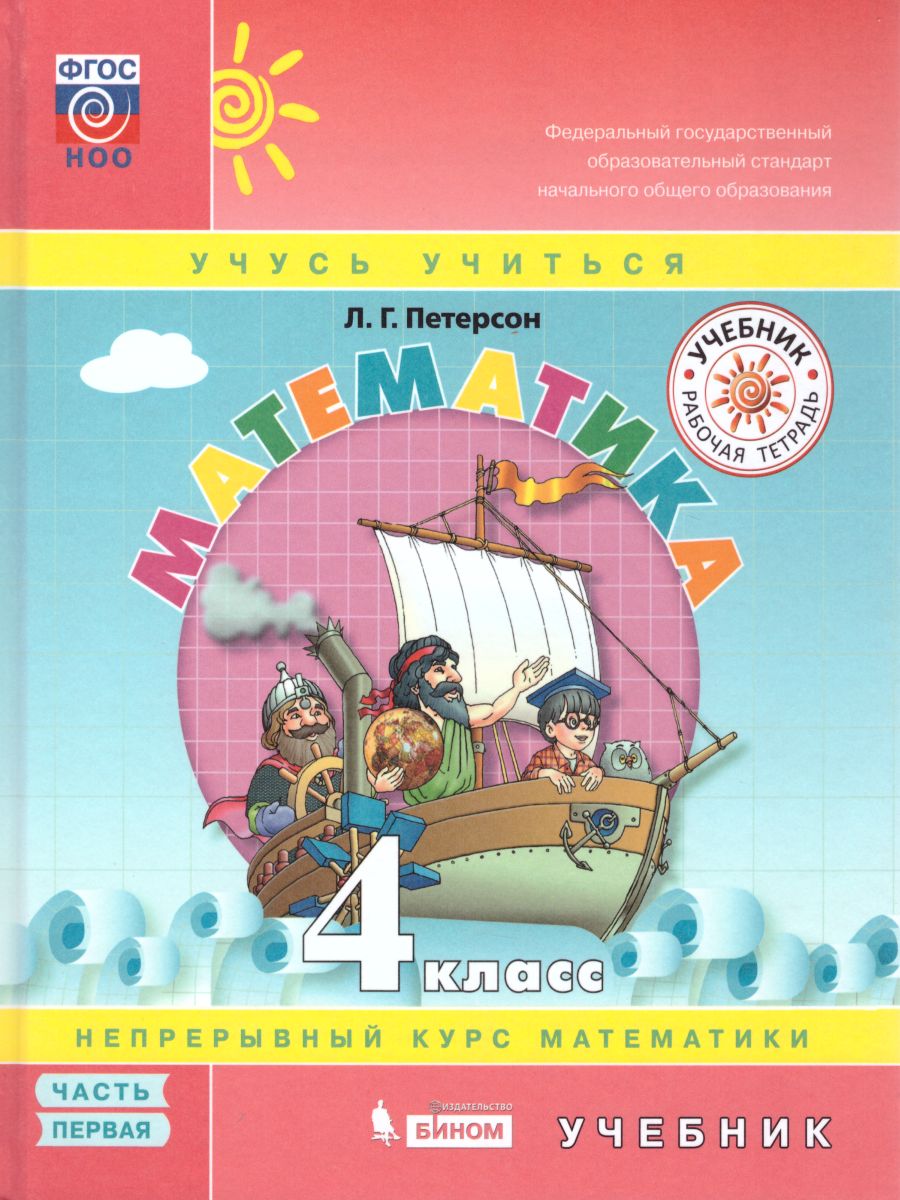 ФГОС
НОО
Федеральный государственный
образовательный стандарт
начального общего образования
УЧУСЬ УЧИТЬСЯ
Л. Г. Петерсон
МАТЕМАТИКА
УЧЕБНИК
РАБОЧАЯ ТЕТРАДЬ
4 класс
НЕПРЕРЫВНЫЙ КУРС МАТЕМАТИКИ
ЧАСТЬ
ПЕРВАЯ
ИЗДАТЕЛЬСТВО
БИНОМ
УЧЕБНИК